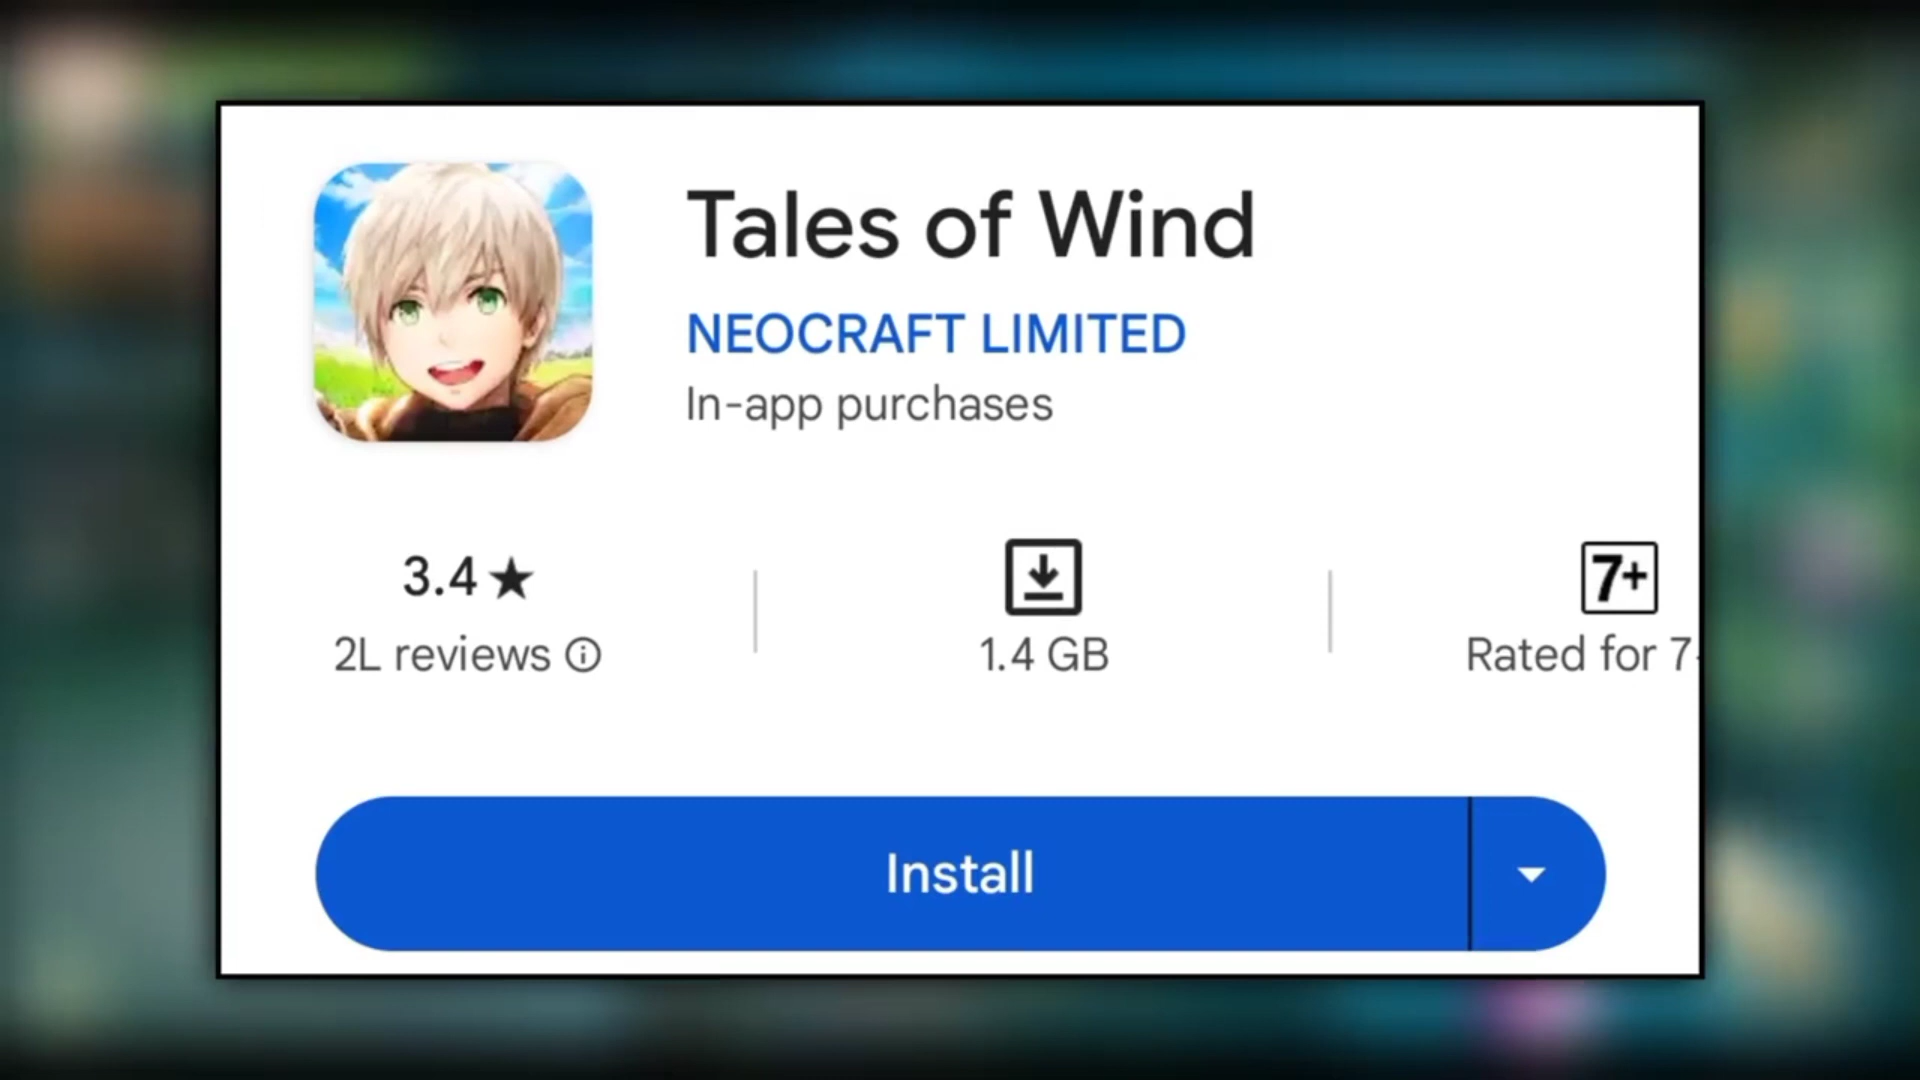 Tales of Wind
NEOCRAFT LIMITED
In-app purchases
3.4★
2L reviews
1.4 GB
7+
Rated for 7
Install